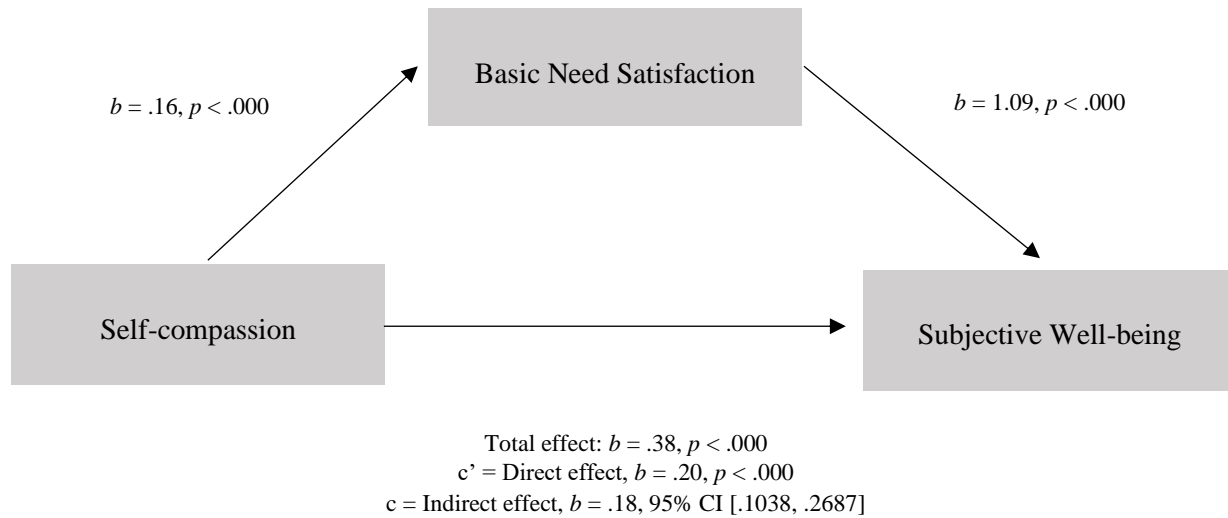 Basic Need Satisfaction
b = .16, p < .000
b = 1.09, p < .000
Self-compassion
Subjective Well-being
Total effect: b = .38, p < .000
c’ = Direct effect, b = .20, p < .000
c = Indirect effect, b = .18, 95% CI [.1038, .2687]